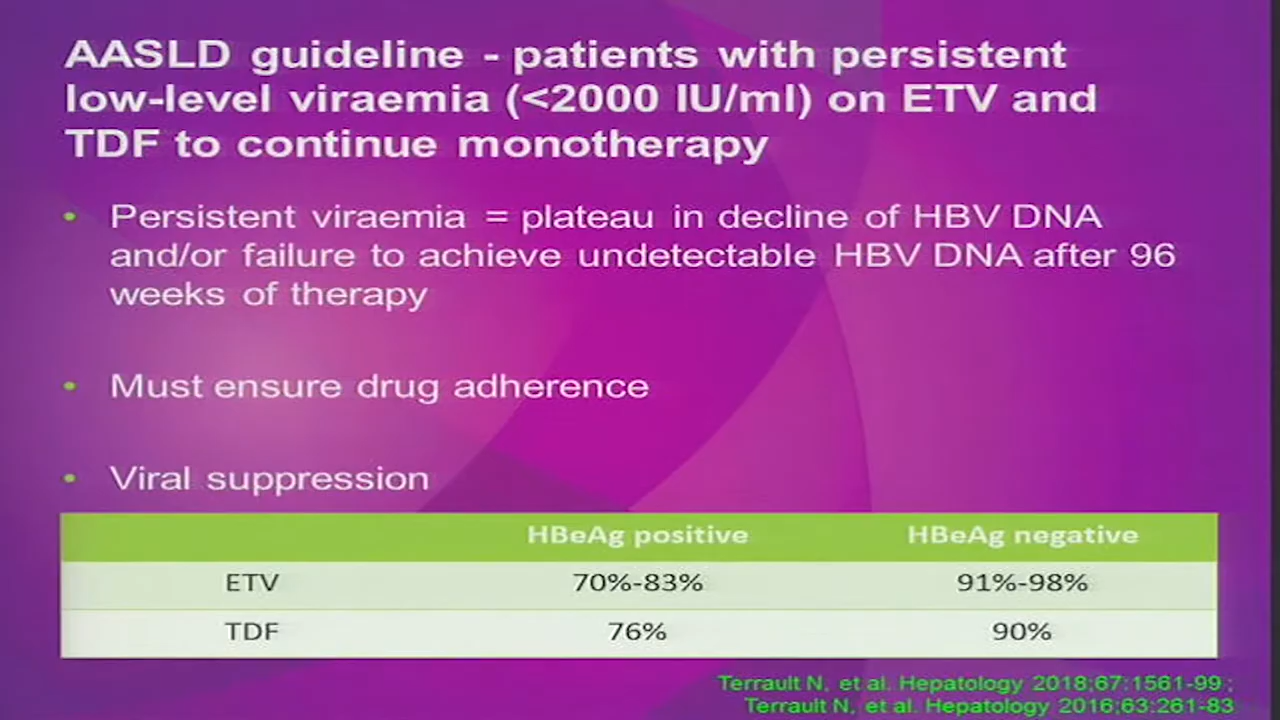 AASLD guideline - patients with persistent
low-level viraemia (<2000 IU/ml) on ETV and
TDF to continue monotherapy
• Persistent viraemia = plateau in decline of HBV DNA
and/or failure to achieve undetectable HBV DNA after 96
weeks of therapy
• Must ensure drug adherence
• Viral suppression
HBeAg positive HBeAg negative
ETV 70%-83% 91%-98%
TDF 76% 90%
Terrault N, et al. Hepatology 2018;67:1561-99 ;
Terrault N, et al. Hepatology 2016;63:261-83